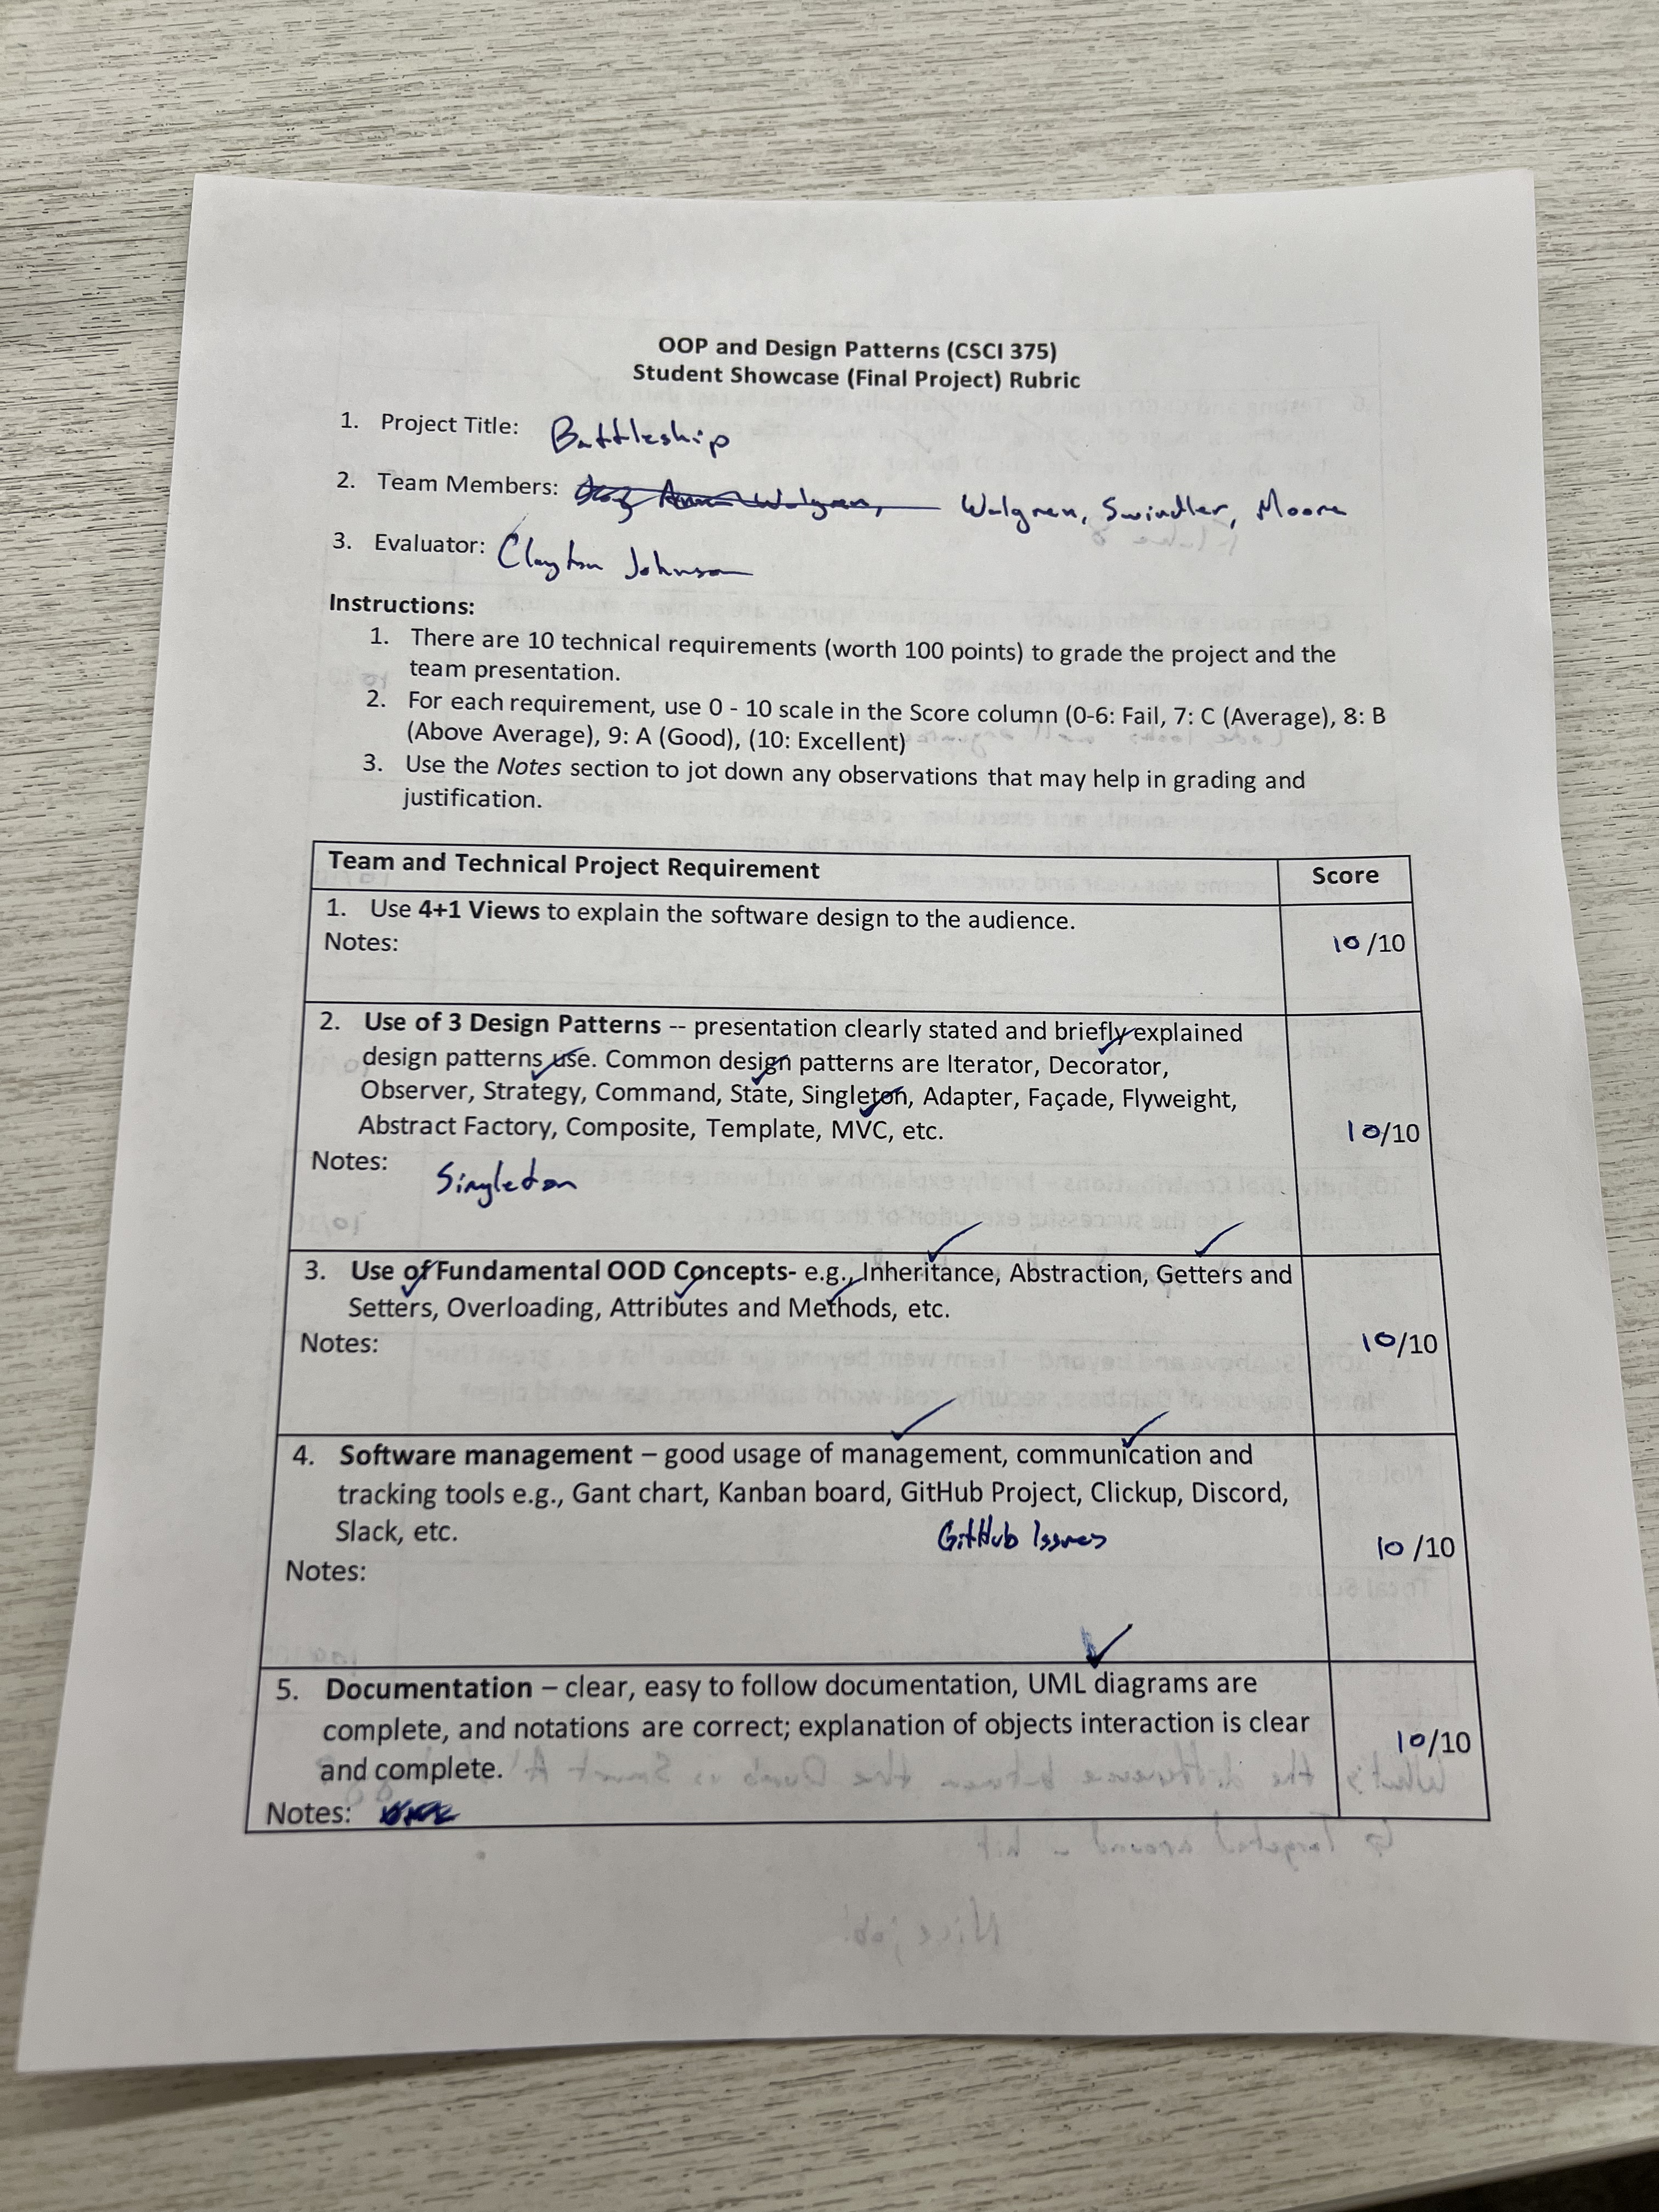 OOP and Design Patterns (CSCI 375)
Student Showcase (Final Project) Rubric
1. Project Title: Battleship
2. Team Members: Walgren, Swindler, Moore
3. Evaluator: Clayton Johnson
Instructions:
1. There are 10 technical requirements (worth 100 points) to grade the project and the
team presentation.
2. For each requirement, use 0 - 10 scale in the Score column (0-6: Fail, 7: C (Average), 8: B
(Above Average), 9: A (Good), (10: Excellent)
3. Use the Notes section to jot down any observations that may help in grading and
justification.
Team and Technical Project Requirement Score
1. Use 4+1 Views to explain the software design to the audience.
Notes:
10/10
2. Use of 3 Design Patterns -- presentation clearly stated and briefly explained
design patterns use. Common design patterns are Iterator, Decorator,
Observer, Strategy, Command, State, Singleton, Adapter, Façade, Flyweight,
Abstract Factory, Composite, Template, MVC, etc.
10/10
Notes: Singleton
3. Use of Fundamental OOD Concepts- e.g., Inheritance, Abstraction, Getters and
Setters, Overloading, Attributes and Methods, etc.
Notes:
10/10
4. Software management – good usage of management, communication and
tracking tools e.g., Gant chart, Kanban board, GitHub Project, Clickup, Discord,
Slack, etc.
GitHub Issues
10/10
Notes:
5. Documentation – clear, easy to follow documentation, UML diagrams are
complete, and notations are correct; explanation of objects interaction is clear
and complete.
10/10
Notes: